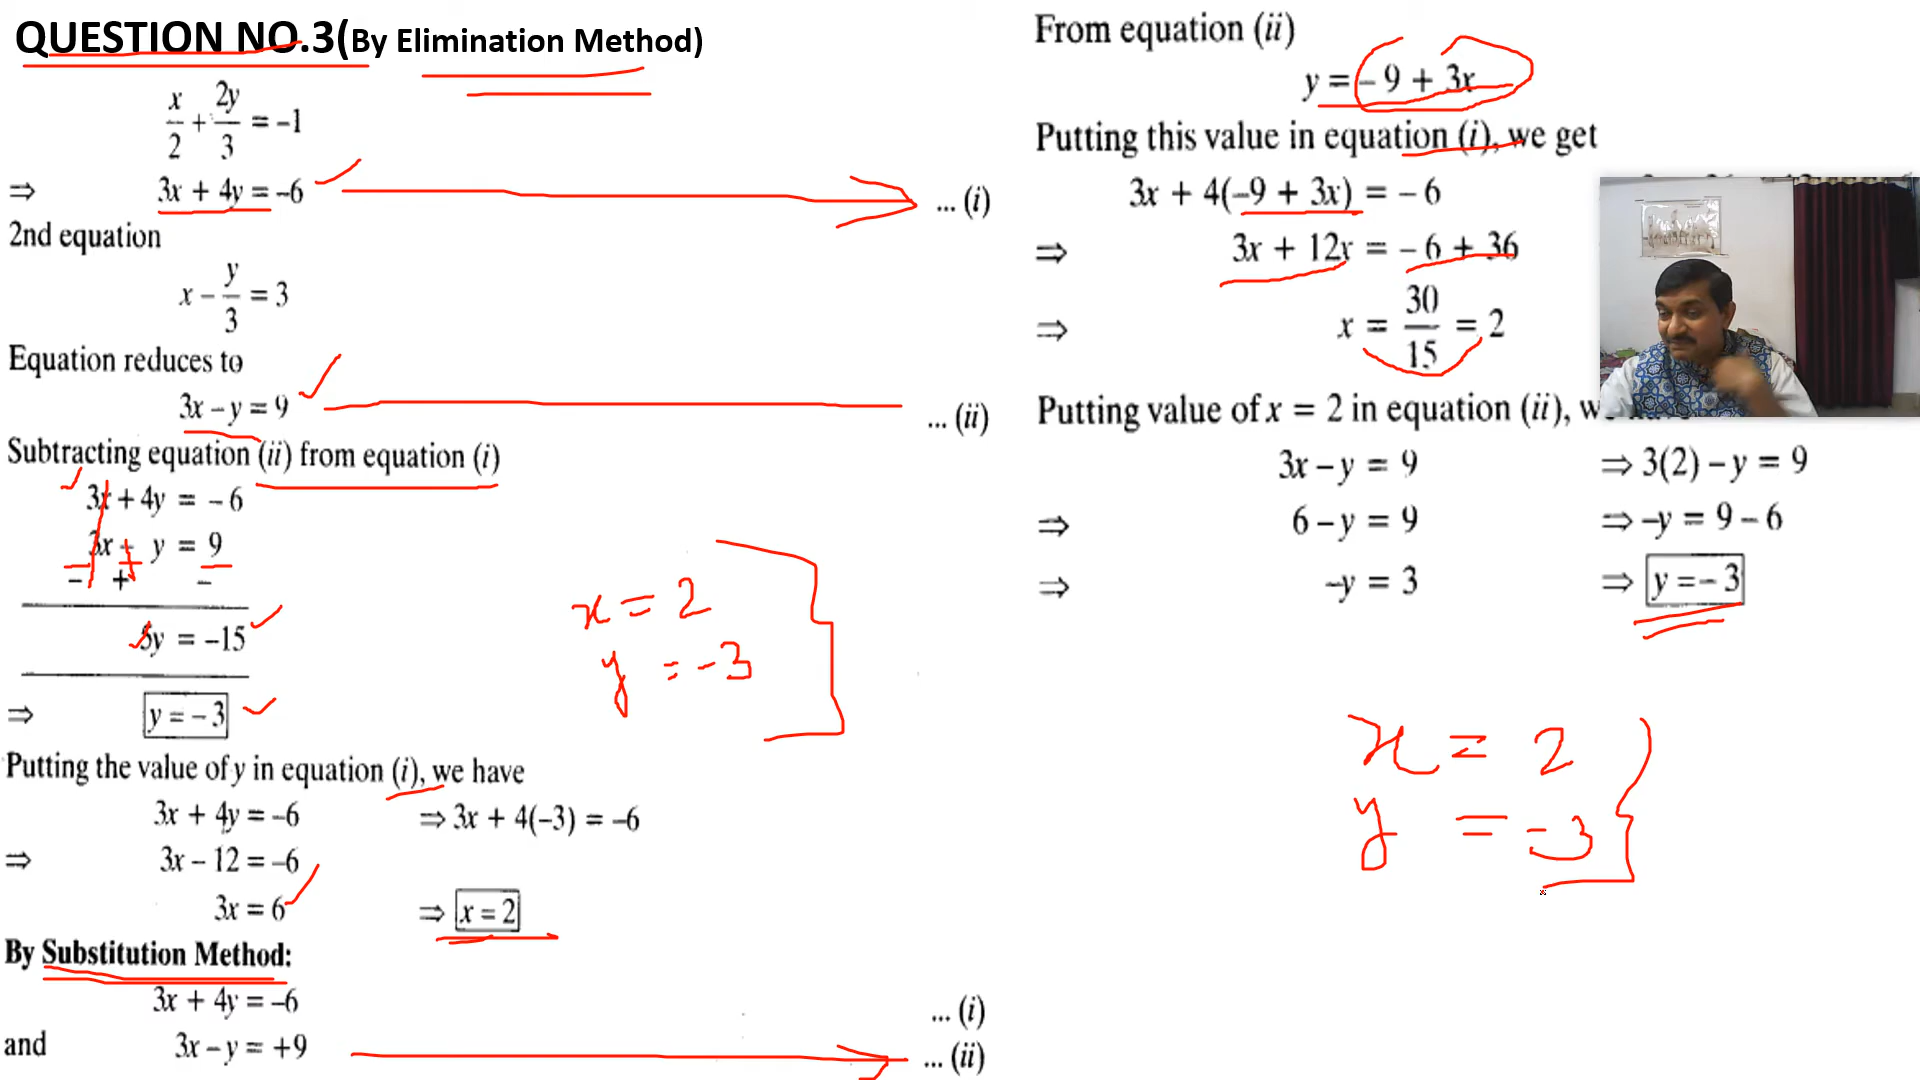 QUESTION NO.3(By Elimination Method)
x/2 + 2y/3 = -1
⇒ 3x + 4y = -6 ... (i)
2nd equation
x - y/3 = 3
Equation reduces to
3x - y = 9 ... (ii)
Subtracting equation (ii) from equation (i)
3x + 4y = - 6
3x - y = 9
- + -
5y = -15
⇒ y = - 3
Putting the value of y in equation (i), we have
3x + 4y = -6 ⇒ 3x + 4(-3) = -6
⇒ 3x - 12 = -6
3x = 6 ⇒ x = 2
By Substitution Method:
3x + 4y = -6 ... (i)
and 3x - y = +9 ... (ii)
x = 2
y = -3
From equation (ii)
y = - 9 + 3x
Putting this value in equation (i), we get
3x + 4(-9 + 3x) = - 6
⇒ 3x + 12x = - 6 + 36
⇒ x = 30/15 = 2
Putting value of x = 2 in equation (ii),
3x - y = 9 ⇒ 3(2) - y = 9
⇒ 6 - y = 9 ⇒ -y = 9 - 6
⇒ -y = 3 ⇒ y = - 3
x = 2
y = -3